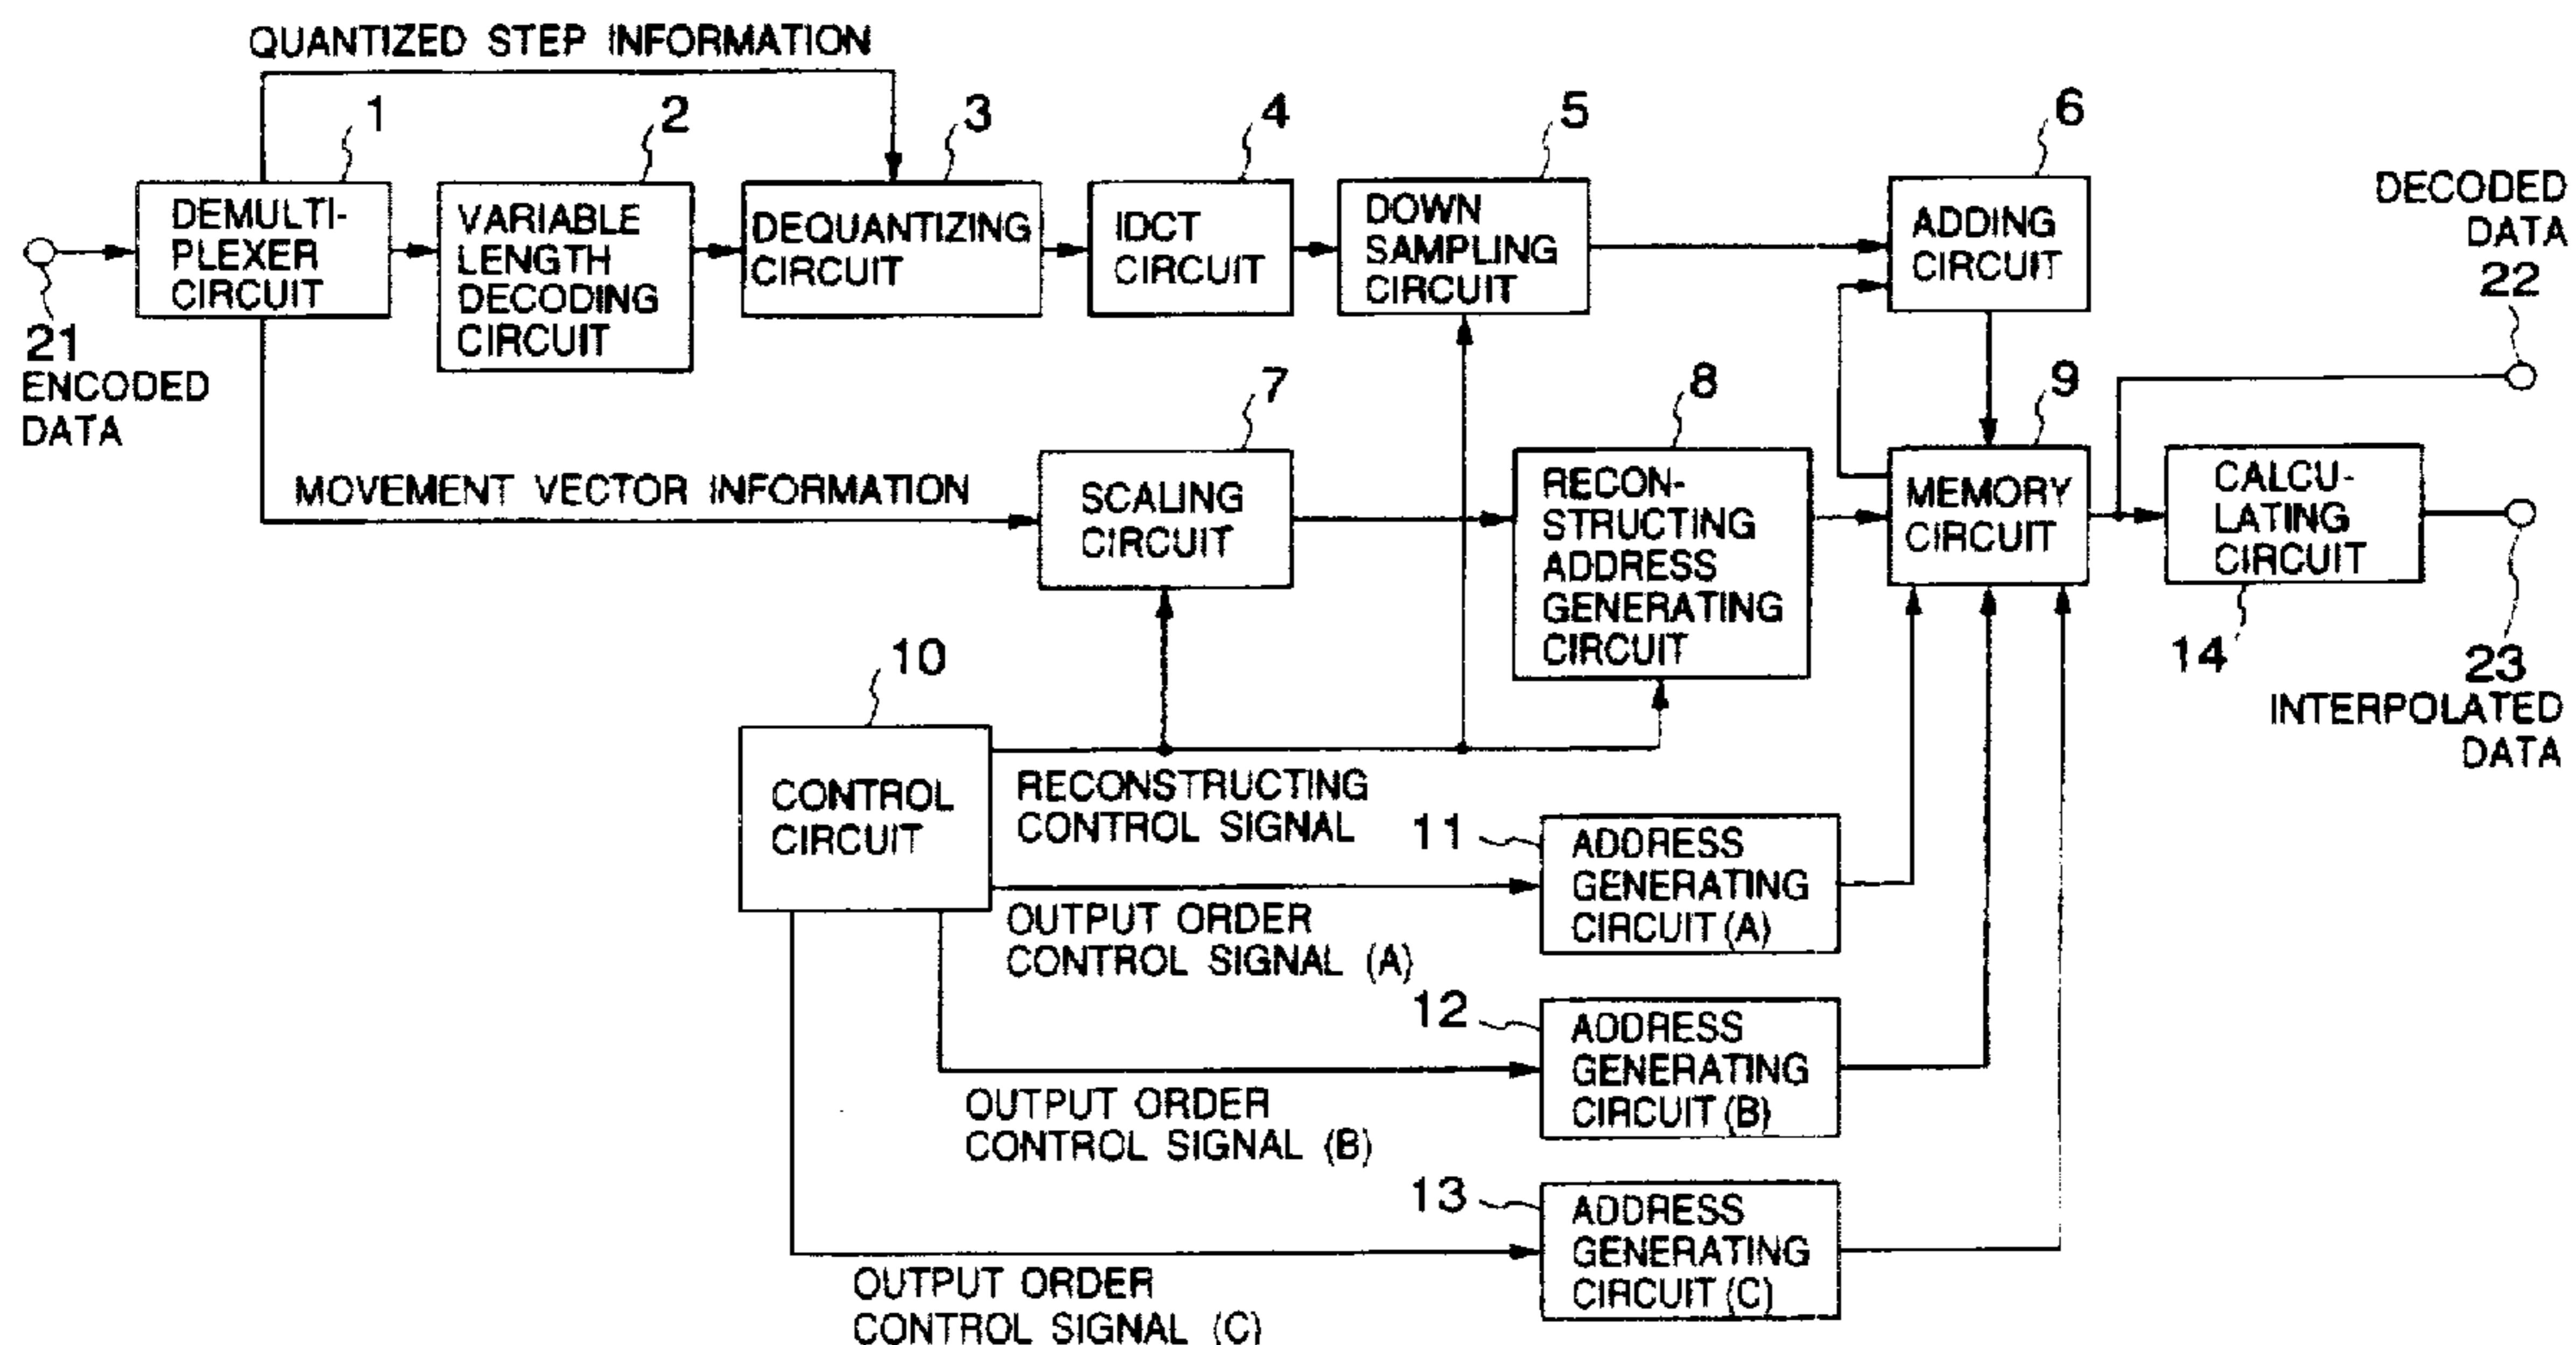 QUANTIZED STEP INFORMATION
1
2
3
4
5
6
DEMULTI-
PLEXER
CIRCUIT
VARIABLE
LENGTH
DECODING
CIRCUIT
DEQUANTIZING
CIRCUIT
IDCT
CIRCUIT
DOWN
SAMPLING
CIRCUIT
ADDING
CIRCUIT
DECODED
DATA
22
21
ENCODED
DATA
7
8
9
MOVEMENT VECTOR INFORMATION
SCALING
CIRCUIT
RECON-
STRUCTING
ADDRESS
GENERATING
CIRCUIT
MEMORY
CIRCUIT
CALCU-
LATING
CIRCUIT
14
23
INTERPOLATED
DATA
10
CONTROL
CIRCUIT
RECONSTRUCTING
CONTROL SIGNAL
11
ADDRESS
GENERATING
CIRCUIT (A)
OUTPUT ORDER
CONTROL SIGNAL (A)
12
ADDRESS
GENERATING
CIRCUIT (B)
OUTPUT ORDER
CONTROL SIGNAL (B)
13
ADDRESS
GENERATING
CIRCUIT (C)
OUTPUT ORDER
CONTROL SIGNAL (C)